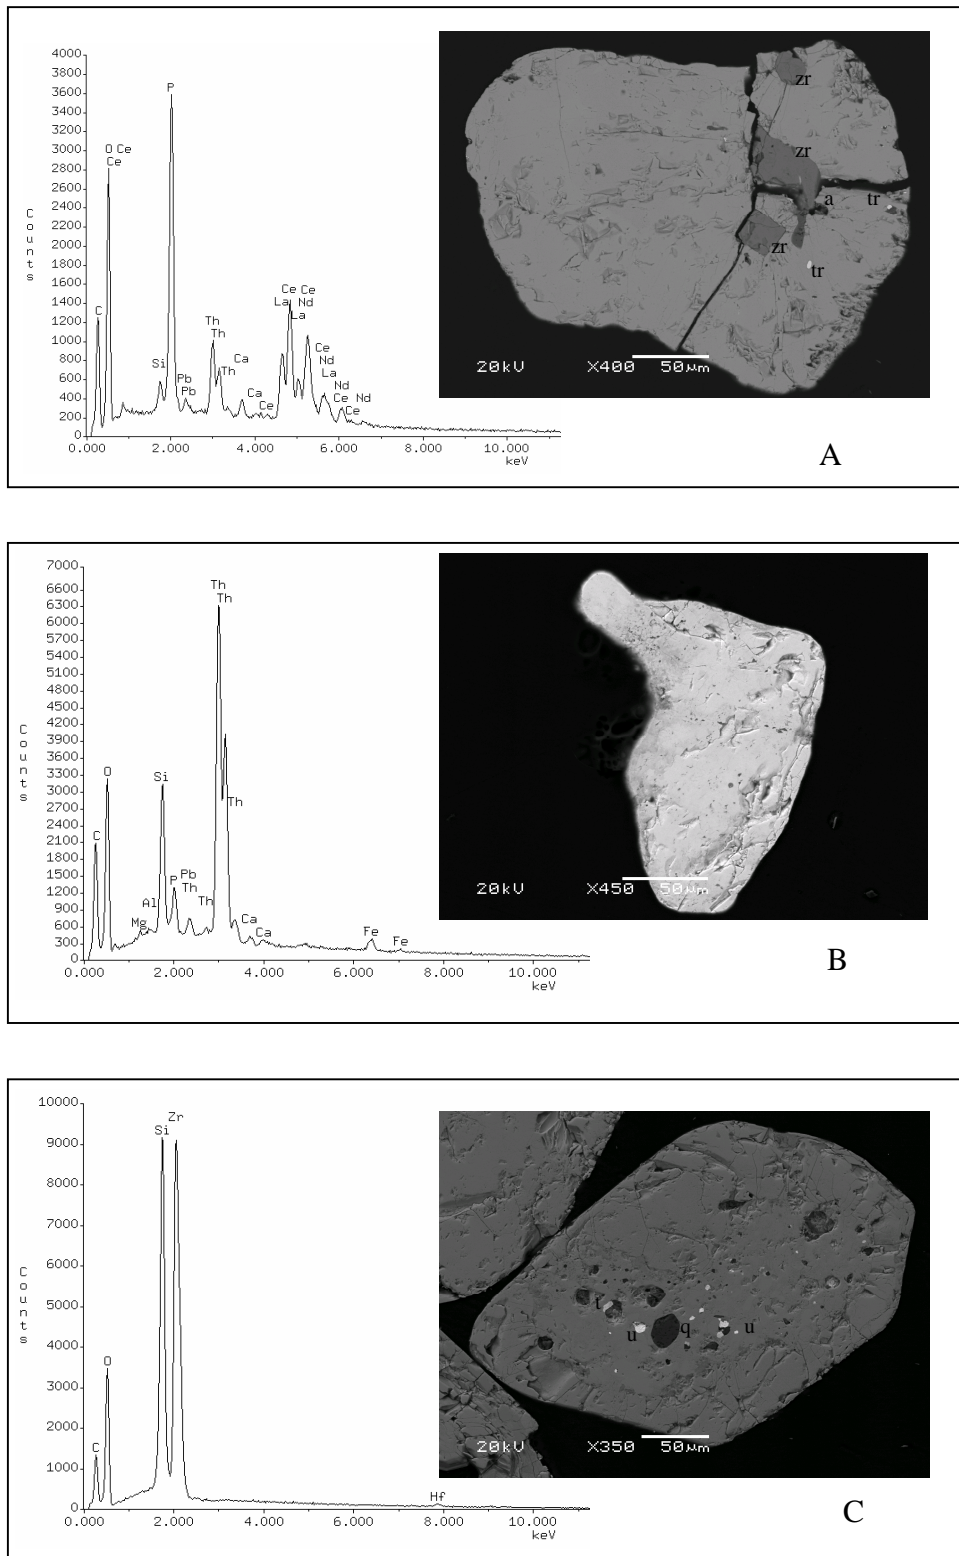 4000
3800
3600
3400
3200
3000
2800
2600
2400
2200
2000
1800
1600
1400
1200
1000
800
600
400
200
Counts
C
O Ce
Ce
Si
P
Pb
Pb
Th
Th
Th
Ca
Ca
Ce
Ce Ce
La Nd
La
Ce
Nd
La
Nd
Ce Nd
Ce
0.000 2.000 4.000 6.000 8.000 10.000
keV
zr
zr
a tr
zr
tr
20kV X400 50µm
A
7000
6600
6300
6000
5700
5400
5100
4800
4500
4200
3900
3600
3300
3000
2700
2400
2100
1800
1500
1200
900
600
300
Counts
C
O
Mg
Al
Si
P
Pb
Th
Th
Th
Th
Th
Ca
Ca
Fe
Fe
0.000 2.000 4.000 6.000 8.000 10.000
keV
20kV X450 50µm
B
10000
9000
8000
7000
6000
5000
4000
3000
2000
1000
0
Counts
C
O
Si
Zr
Hf
0.000 2.000 4.000 6.000 8.000 10.000
keV
t
u q u
20kV X350 50µm
C